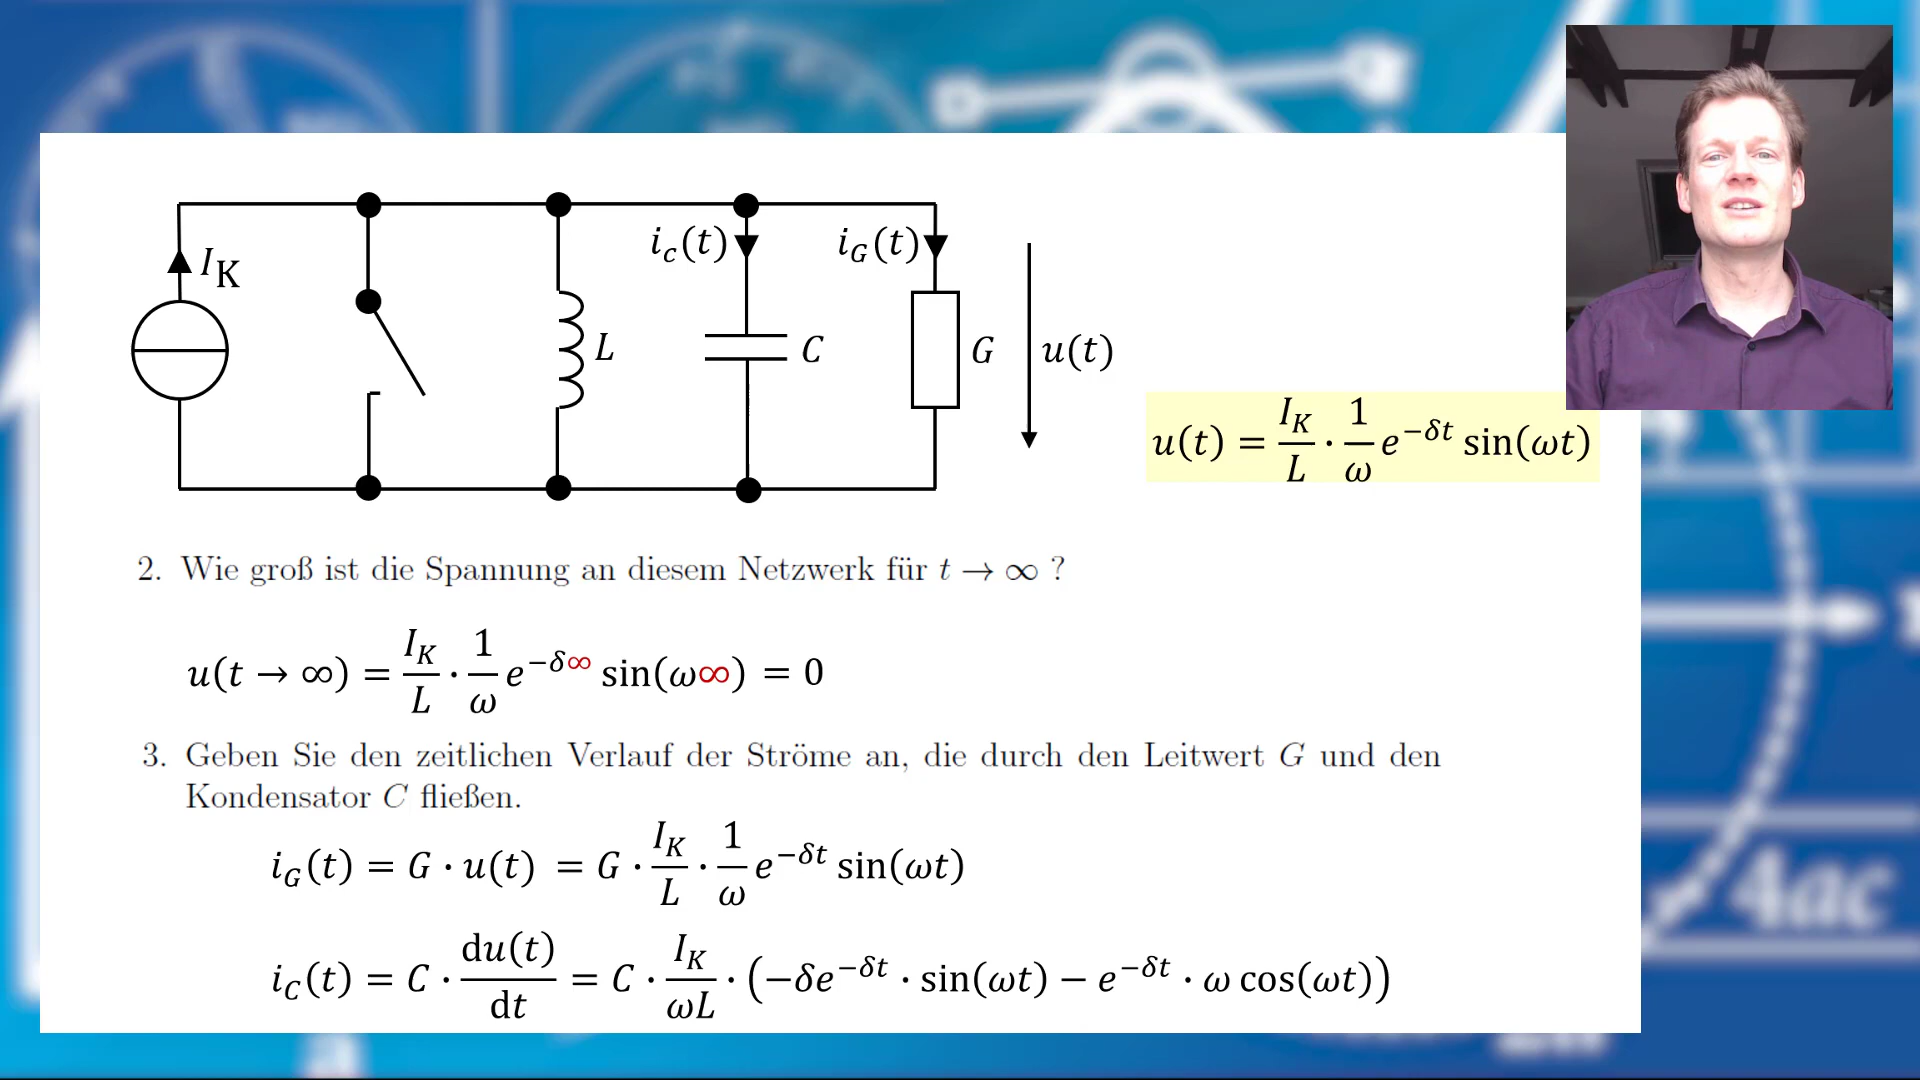 I_K
L
i_c(t)
C
i_G(t)
G
u(t)
u(t) = I_K/L · 1/ω e^{−δt} sin(ωt)
2. Wie groß ist die Spannung an diesem Netzwerk für t → ∞ ?
u(t → ∞) = I_K/L · 1/ω e^{−δ∞} sin(ω∞) = 0
3. Geben Sie den zeitlichen Verlauf der Ströme an, die durch den Leitwert G und den
Kondensator C fließen.
i_G(t) = G · u(t) = G · I_K/L · 1/ω e^{−δt} sin(ωt)
i_C(t) = C · du(t)/dt = C · I_K/ωL · (−δe^{−δt} · sin(ωt) − e^{−δt} · ω cos(ωt))
4ac